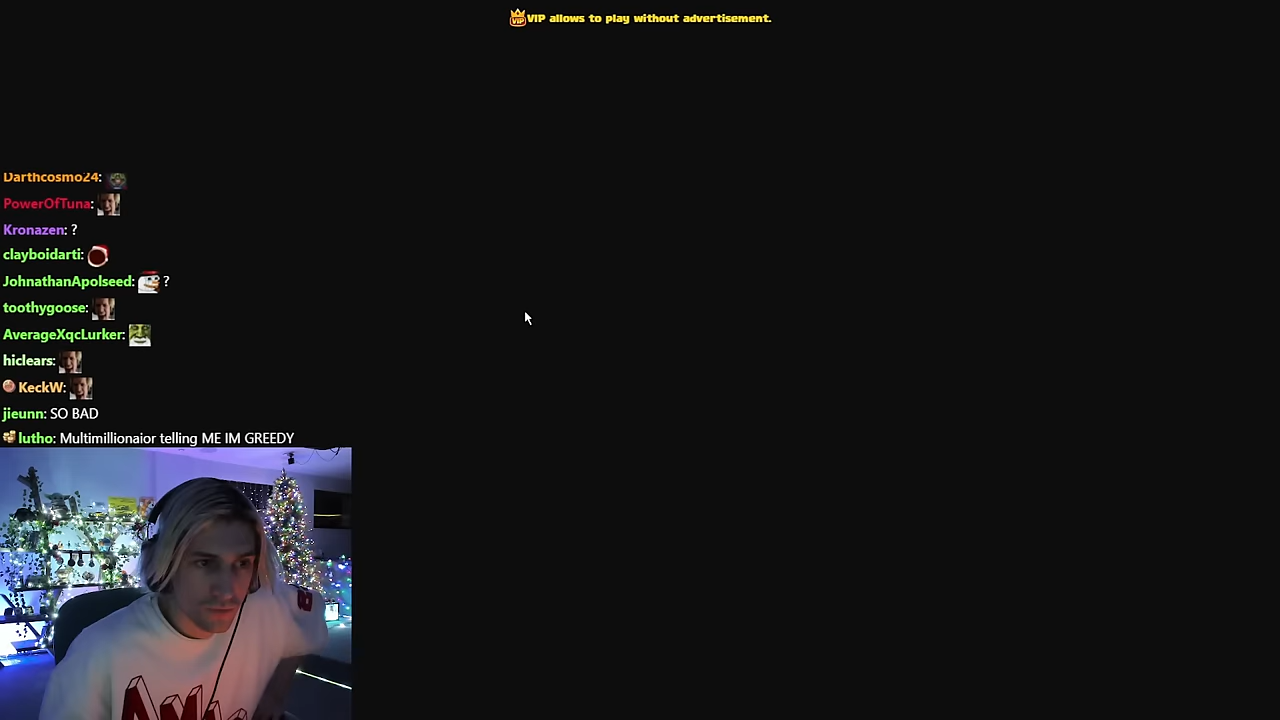 VIP allows to play without advertisement.
Darthcosmo24:
PowerOfTuna:
Kronazen: ?
clayboidarti:
JohnathanApolseed: ?
toothygoose:
AverageXqcLurker:
hiclears:
KeckW:
jieunn: SO BAD
lutho: Multimillionaior telling ME IM GREEDY